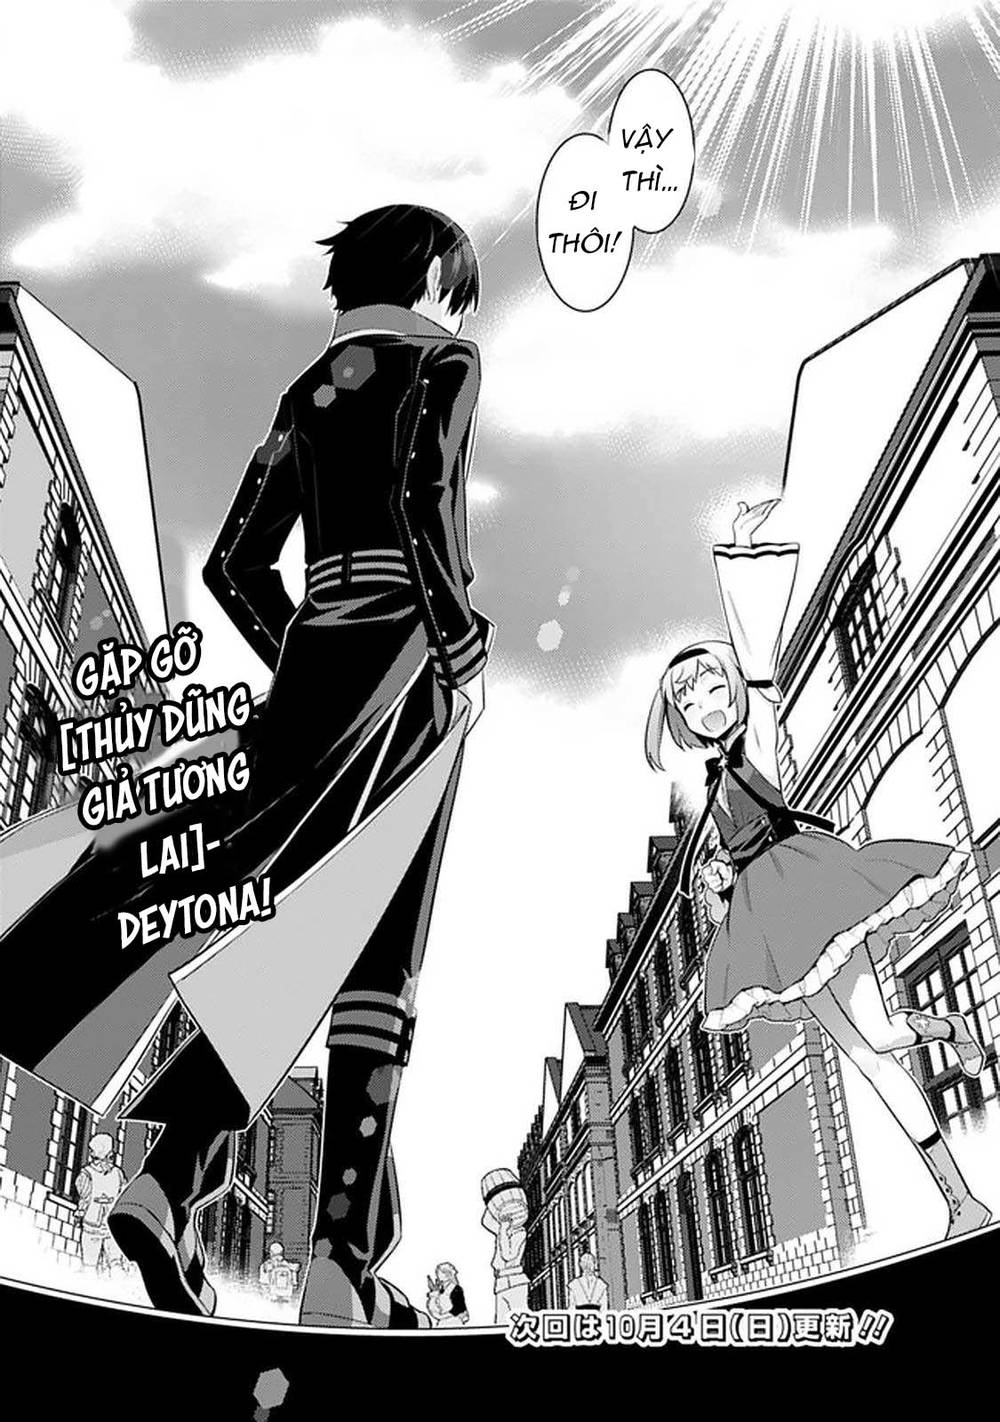 VẬY
THÌ...
ĐI
THÔI!
GẶP GỠ
[THỦY DŨNG
GIẢ TƯƠNG
LAI]-
DEYTONA!
次回は10月4日(日)更新!!